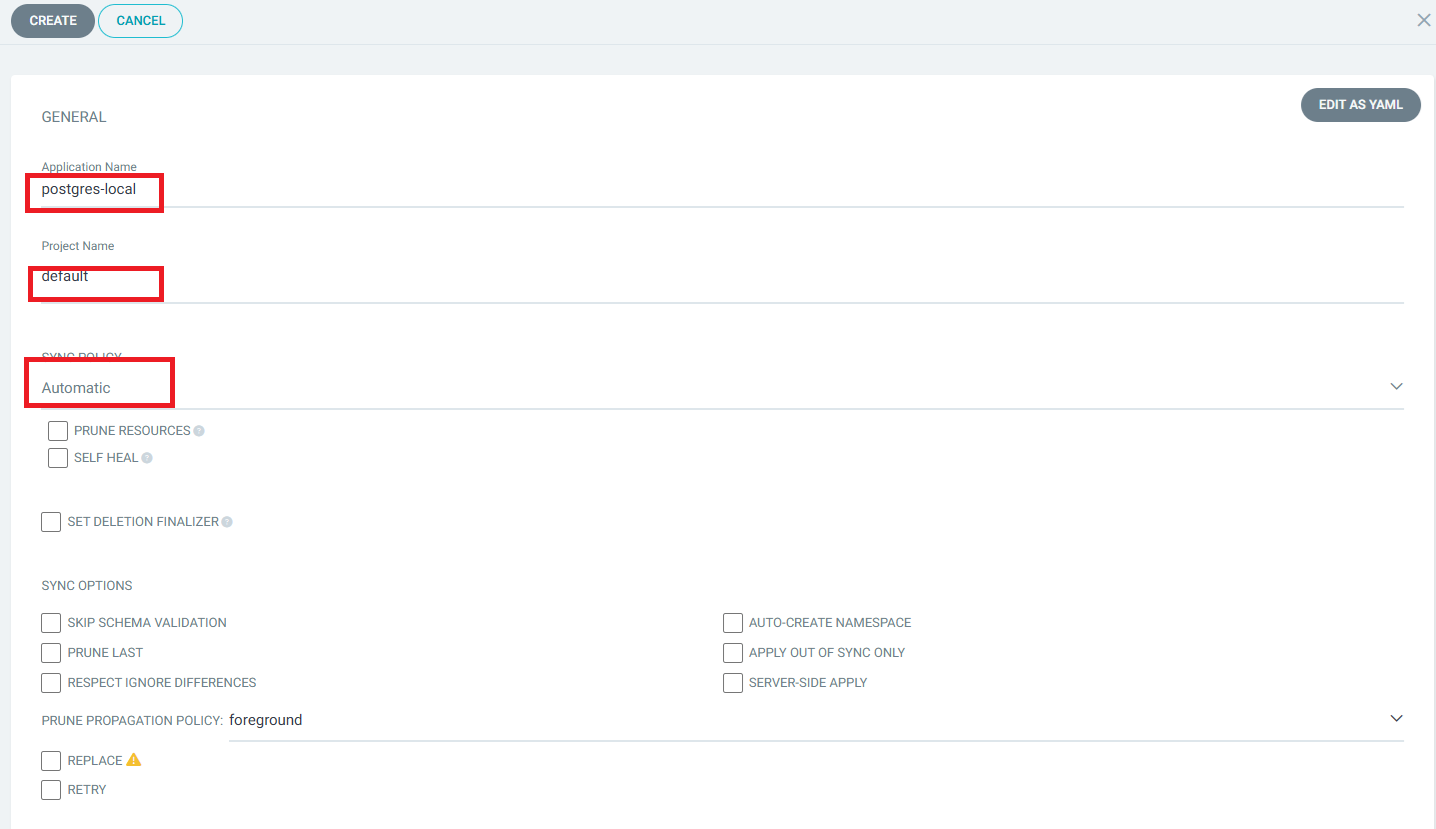 CREATE CANCEL
GENERAL
EDIT AS YAML
Application Name
postgres-local
Project Name
default
SYNC POLICY
Automatic
PRUNE RESOURCES
SELF HEAL
SET DELETION FINALIZER
SYNC OPTIONS
SKIP SCHEMA VALIDATION
AUTO-CREATE NAMESPACE
PRUNE LAST
APPLY OUT OF SYNC ONLY
RESPECT IGNORE DIFFERENCES
SERVER-SIDE APPLY
PRUNE PROPAGATION POLICY: foreground
REPLACE
RETRY